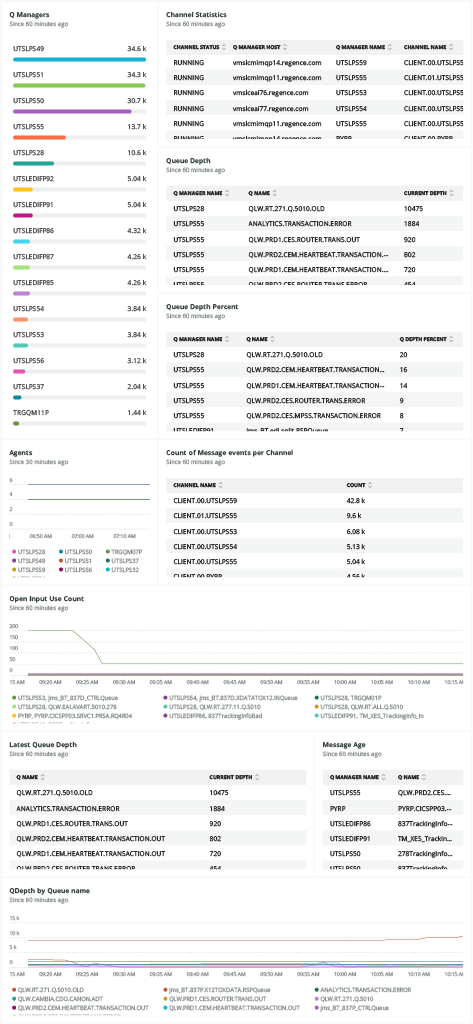 Q Managers
Since 60 minutes ago
UTSLPS49 34.6 k
UTSLPS51 34.3 k
UTSLPS50 30.7 k
UTSLPS55 13.7 k
UTSLPS28 10.6 k
UTSLEDIFP92 5.04 k
UTSLEDIFP91 5.04 k
UTSLEDIFP86 4.32 k
UTSLEDIFP87 4.26 k
UTSLEDIFP85 4.26 k
UTSLPS54 3.84 k
UTSLPS53 3.84 k
UTSLPS56 3.12 k
UTSLPS37 2.04 k
TRGQM11P 1.44 k
Channel Statistics
Since 60 minutes ago
CHANNEL STATUS Q MANAGER HOST Q MANAGER NAME CHANNEL NAME
RUNNING vmslcmimqp14.regence.com UTSLPS59 CLIENT.00.UTSLPS5
RUNNING vmslcmimqp11.regence.com UTSLPS55 CLIENT.01.UTSLPS5
RUNNING vmslceai76.regence.com UTSLPS53 CLIENT.00.UTSLPS5
RUNNING vmslceai77.regence.com UTSLPS54 CLIENT.00.UTSLPS5
RUNNING vmslcmimqp11.regence.com UTSLPS55 CLIENT.00.UTSLPS5
RUNNING vmslcmimqp14.regence.com PYRP CLIENT.00.PYRP
Queue Depth
Since 60 minutes ago
Q MANAGER NAME Q NAME CURRENT DEPTH
UTSLPS28 QLW.RT.271.Q.5010.OLD 10475
UTSLPS55 ANALYTICS.TRANSACTION.ERROR 1884
UTSLPS55 QLW.PRD1.CES.ROUTER.TRANS.OUT 920
UTSLPS55 QLW.PRD2.CEM.HEARTBEAT.TRANSACTION.... 802
UTSLPS55 QLW.PRD1.CEM.HEARTBEAT.TRANSACTION.... 720
UTSLPS55 QLW.PRD2.CES.ROUTER.TRANS.OUT 454
Queue Depth Percent
Since 60 minutes ago
Q MANAGER NAME Q NAME Q DEPTH PERCENT
UTSLPS28 QLW.RT.271.Q.5010.OLD 20
UTSLPS55 QLW.PRD2.CEM.HEARTBEAT.TRANSACTION... 16
UTSLPS55 QLW.PRD1.CEM.HEARTBEAT.TRANSACTION... 14
UTSLPS55 QLW.PRD2.CES.ROUTER.TRANS.ERROR 9
UTSLPS55 QLW.PRD2.CES.MPSS.TRANSACTION.ERROR 8
UTSLEDIFP91 jms_BT.edi.split.RSPQueue 7
Agents
Since 30 minutes ago
6
4
2
0
06:50 AM 07:00 AM 07:10 AM
UTSLPS28 UTSLPS50 TRGQM07P
UTSLPS49 UTSLPS51 UTSLPS37
UTSLPS59 UTSLPS56 UTSLPS32
Count of Message events per Channel
Since 60 minutes ago
CHANNEL NAME COUNT
CLIENT.00.UTSLPS59 42.8 k
CLIENT.01.UTSLPS55 9.6 k
CLIENT.00.UTSLPS53 6.08 k
CLIENT.00.UTSLPS54 5.13 k
CLIENT.00.UTSLPS55 5.04 k
CLIENT.00.PYRP 4.56 k
Open Input Use Count
Since 60 minutes ago
200
150
100
50
0
15 AM 09:20 AM 09:25 AM 09:30 AM 09:35 AM 09:40 AM 09:45 AM 09:50 AM 09:55 AM 10:00 AM 10:05 AM 10:10 AM 10:15 AM
UTSLPS53, jms_BT_837D_CTRLQueue UTSLPS54, jms_BT.837D.XDATATOX12.INQueue UTSLPS28, TRGQM01P
UTSLPS28, QLW.EALAVART.5010.278 UTSLPS28, QLW.RT.277.11.Q.5010 UTSLPS28, QLW.RT.ALL.Q.5010
PYRP, PYRP.CICSPP03.SRVC1.PRSA.RQ4R04 UTSLEDIFP86, 837TrackingInfoBad UTSLEDIFP91, TM_XES_TrackingInfo_In
Latest Queue Depth
Since 60 minutes ago
Q NAME CURRENT DEPTH
QLW.RT.271.Q.5010.OLD 10475
ANALYTICS.TRANSACTION.ERROR 1884
QLW.PRD1.CES.ROUTER.TRANS.OUT 920
QLW.PRD2.CEM.HEARTBEAT.TRANSACTION.OUT 802
QLW.PRD1.CEM.HEARTBEAT.TRANSACTION.OUT 720
QLW.PRD2.CES.ROUTER.TRANS.OUT 454
Message Age
Since 60 minutes ago
Q MANAGER NAME Q NAME
UTSLPS55 QLW.PRD2.CES....
PYRP PYRP.CICSPP03....
UTSLEDIFP86 837TrackingInfo...
UTSLEDIFP91 TM_XES_Trackin...
UTSLPS50 278TrackingInfo...
UTSLPS50 837TrackingInfo...
QDepth by Queue name
Since 60 minutes ago
15 k
10 k
5 k
0
15 AM 09:20 AM 09:25 AM 09:30 AM 09:35 AM 09:40 AM 09:45 AM 09:50 AM 09:55 AM 10:00 AM 10:05 AM 10:10 AM 10:15 AM
QLW.RT.271.Q.5010.OLD jms_BT.837P.X12TOXDATA.RSPQueue ANALYTICS.TRANSACTION.ERROR
QLW.CAMBIA.CDO.CANON.ADT QLW.PRD1.CES.ROUTER.TRANS.OUT QLW.RT.271.Q.5010
QLW.PRD2.CEM.HEARTBEAT.TRANSACTION.OUT QLW.PRD1.CEM.HEARTBEAT.TRANSACTION.OUT jms_BT_837P_CTRLQueue